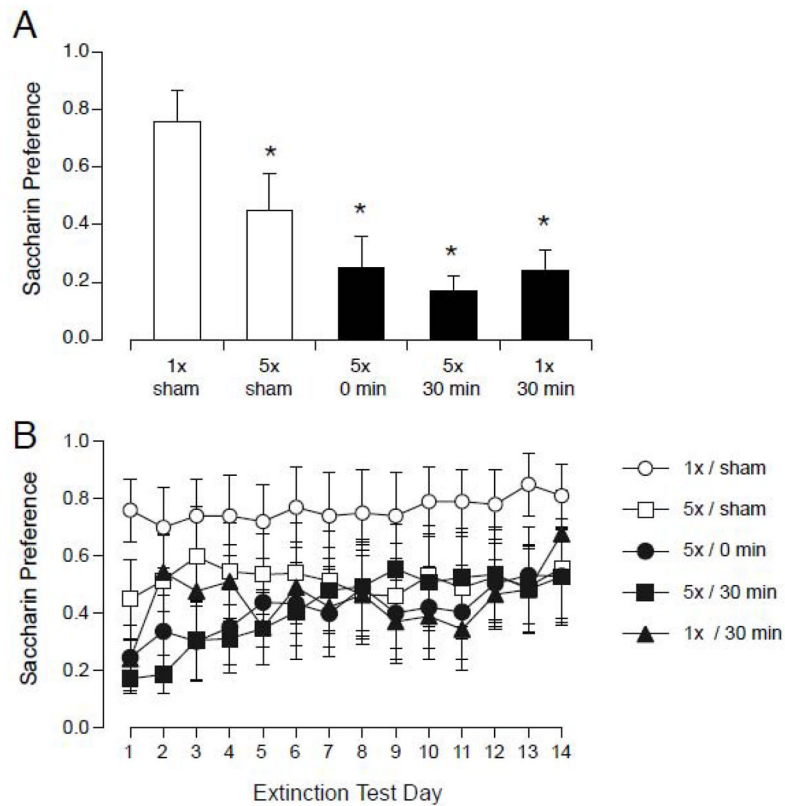 A
Saccharin Preference
1.0
0.8
0.6
0.4
0.2
0.0
*
*
*
*
1x 5x 5x 5x 1x
sham sham 0 min 30 min 30 min
B
Saccharin Preference
1.0
0.8
0.6
0.4
0.2
0.0
1 2 3 4 5 6 7 8 9 10 11 12 13 14
Extinction Test Day
1x / sham
5x / sham
5x / 0 min
5x / 30 min
1x / 30 min